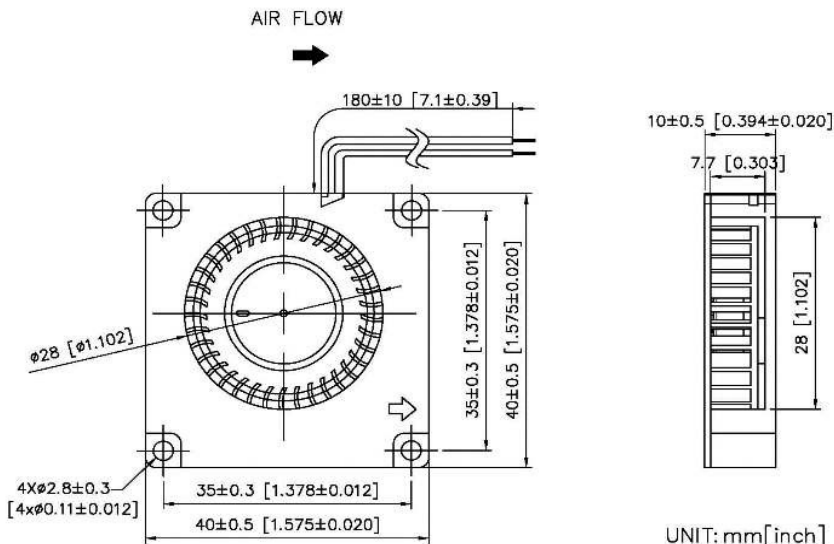 AIR FLOW
180±10 [7.1±0.39]
10±0.5 [0.394±0.020]
7.7 [0.303]
35±0.3 [1.378±0.012]
40±0.5 [1.575±0.020]
28 [1.102]
ø28 [ø1.102]
4Xø2.8±0.3
[4xø0.11±0.012]
35±0.3 [1.378±0.012]
40±0.5 [1.575±0.020]
UNIT: mm[inch]